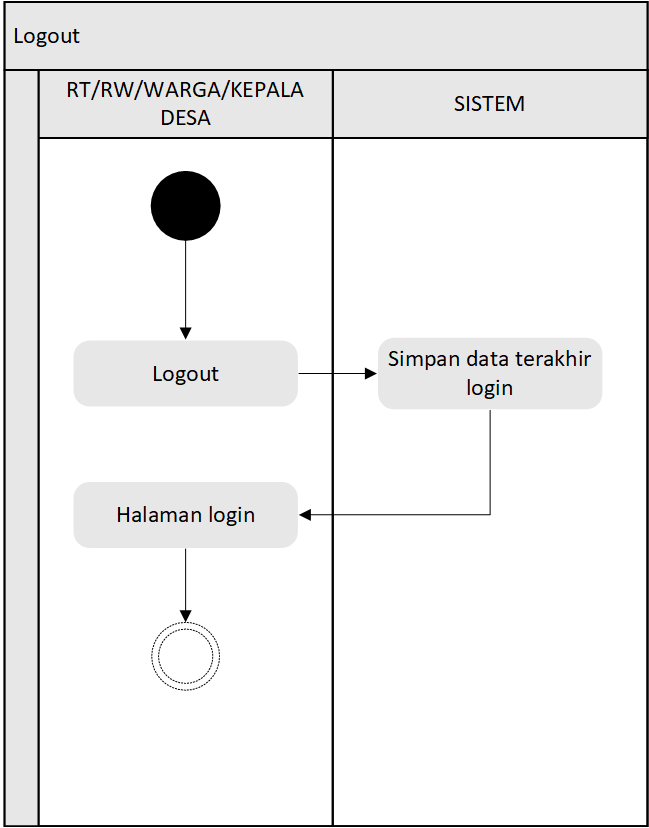 Logout
RT/RW/WARGA/KEPALA
DESA
SISTEM
Logout
Simpan data terakhir
login
Halaman login